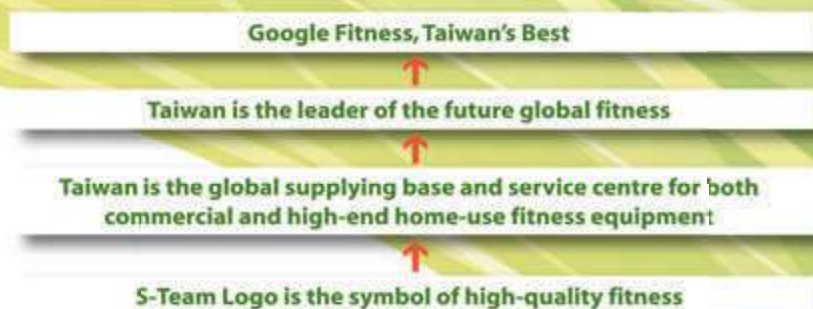 Google Fitness, Taiwan's Best
Taiwan is the leader of the future global fitness
Taiwan is the global supplying base and service centre for both
commercial and high-end home-use fitness equipment
S-Team Logo is the symbol of high-quality fitness